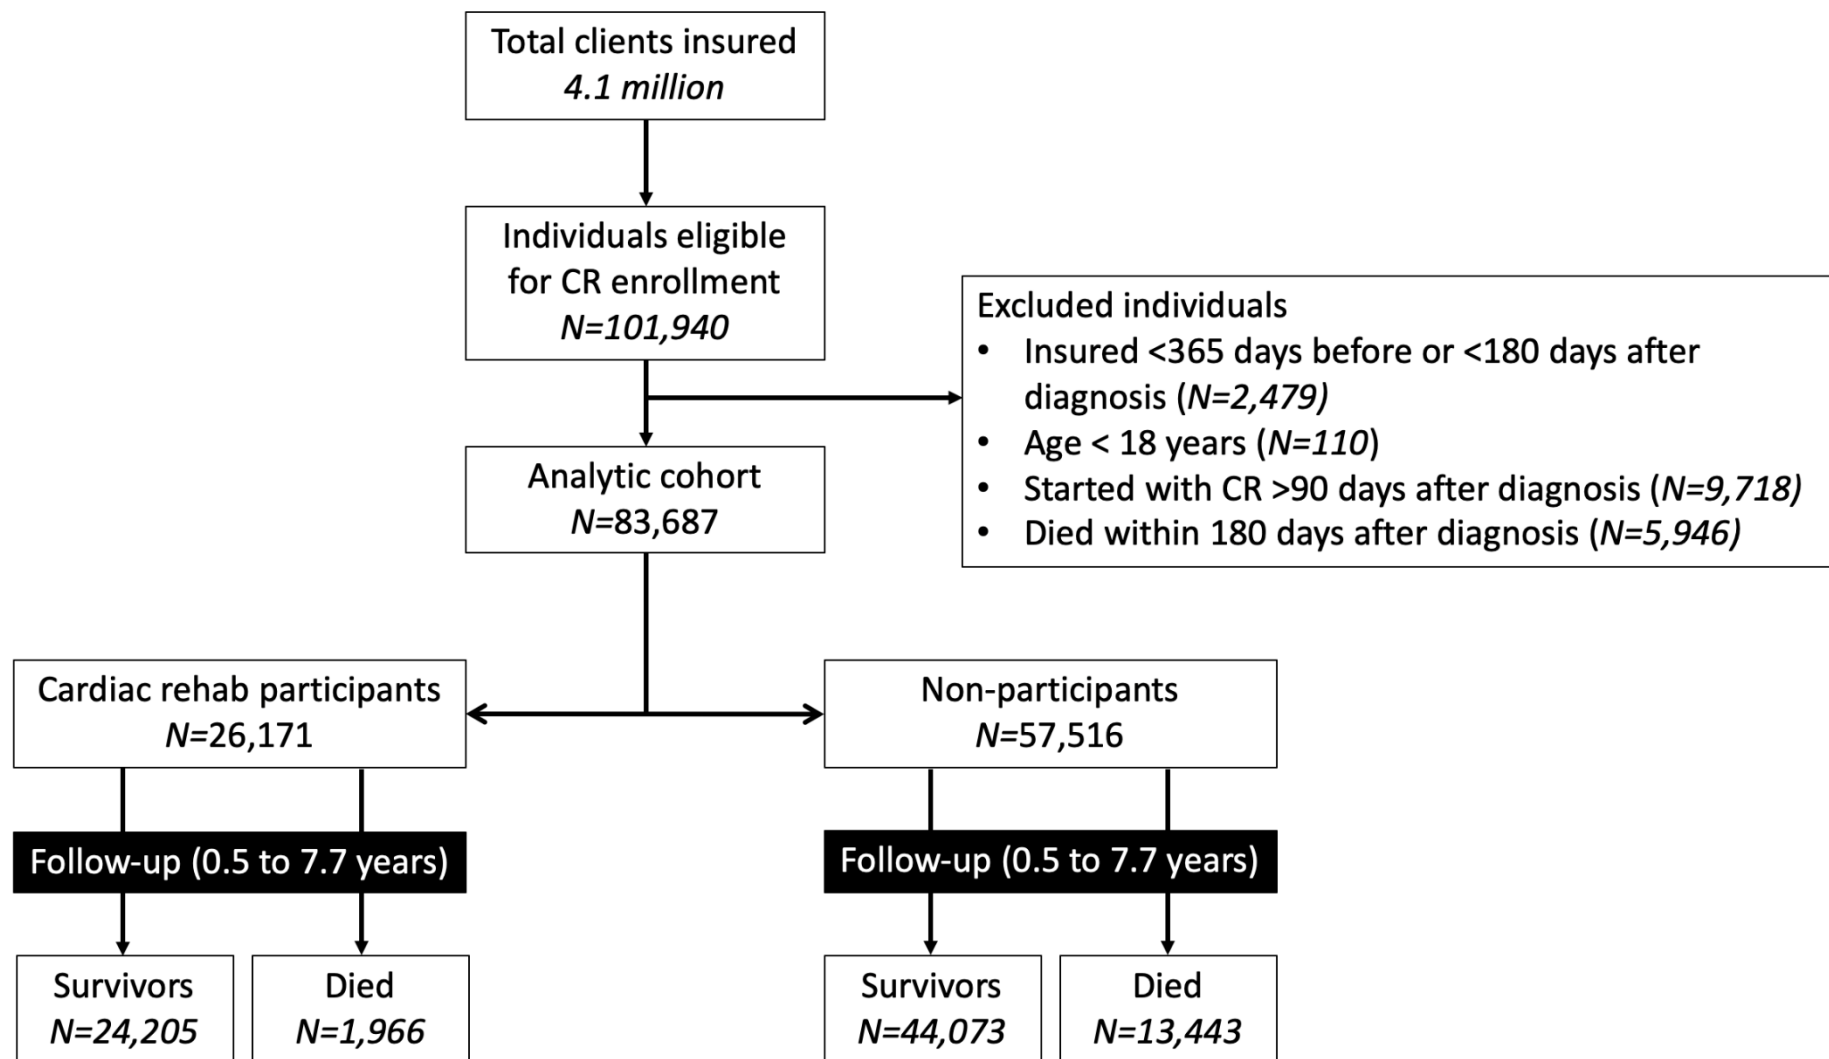 Total clients insured
4.1 million
Individuals eligible
for CR enrollment
N=101,940
Excluded individuals
• Insured <365 days before or <180 days after
diagnosis (N=2,479)
• Age < 18 years (N=110)
• Started with CR >90 days after diagnosis (N=9,718)
• Died within 180 days after diagnosis (N=5,946)
Analytic cohort
N=83,687
Cardiac rehab participants
N=26,171
Non-participants
N=57,516
Follow-up (0.5 to 7.7 years)
Follow-up (0.5 to 7.7 years)
Survivors
N=24,205
Died
N=1,966
Survivors
N=44,073
Died
N=13,443